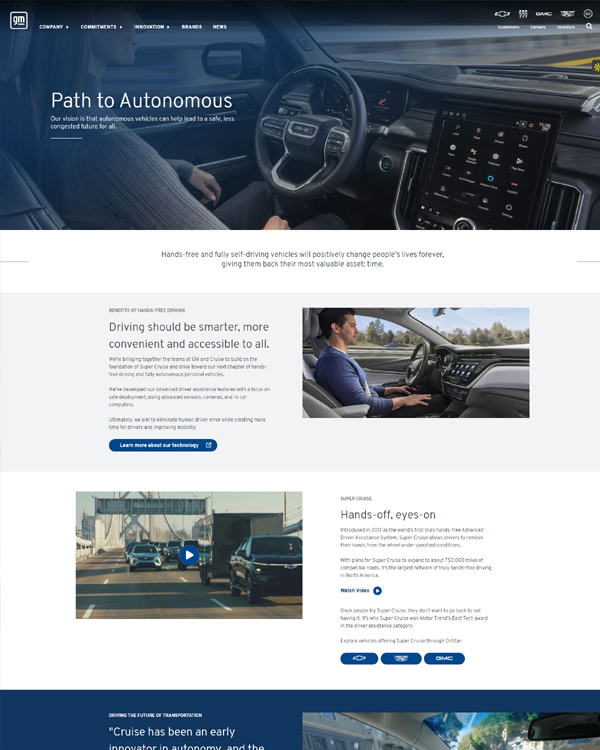 gm
COMPANY
COMMITMENTS
INNOVATION
BRANDS
NEWS
GMC
Customers
Careers
Investors
Path to Autonomous
Our vision is that autonomous vehicles can help lead to a safe, less
congested future for all.
Hands-free and fully self-driving vehicles will positively change people's lives forever,
giving them back their most valuable asset: time.
BENEFITS OF HANDS-FREE DRIVING
Driving should be smarter, more
convenient and accessible to all.
We're bringing together the teams at GM and Cruise to build on the
foundation of Super Cruise and drive toward our next chapter of hands-
free driving and fully autonomous personal vehicles.
We've developed our advanced driver assistance features with a focus on
safe deployment, using advanced sensors, cameras, and in-car
computers.
Ultimately, we aim to eliminate human driver error while creating more
time for drivers and improving mobility.
Learn more about our technology
SUPER CRUISE
Hands-off, eyes-on
Introduced in 2017 as the world's first truly hands-free Advanced
Driver Assistance System, Super Cruise allows drivers to remove
their hands from the wheel under specified conditions.
With plans for Super Cruise to expand to about 750,000 miles of
compatible roads, it's the largest network of truly hands-free driving
in North America.
Watch Video
Once people try Super Cruise, they don't want to go back to not
having it. It's why Super Cruise won Motor Trend's Best Tech award
in the driver assistance category.
Explore vehicles offering Super Cruise through OnStar:
GMC
DRIVING THE FUTURE OF TRANSPORTATION
"Cruise has been an early
innovator in autonomy, and the